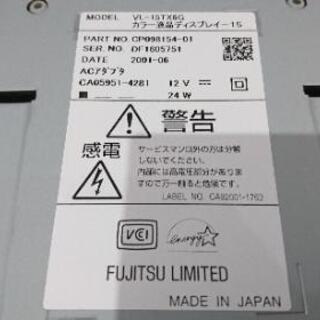 MODEL VL-15TX6G
カラー液晶ディスプレイ-15
PART NO. CP098154-01
SER. NO. DF1605751
DATE 2001-06
ACアダプタ
CA05951-4281 12V
24W
警告
感電
サービスマン以外の方は分解
しないでください。
内部には高電圧部分がありま
すので万一触ると危険です。
LABEL NO. CA82001-1763
VCCI
energy
FUJITSU LIMITED
MADE IN JAPAN